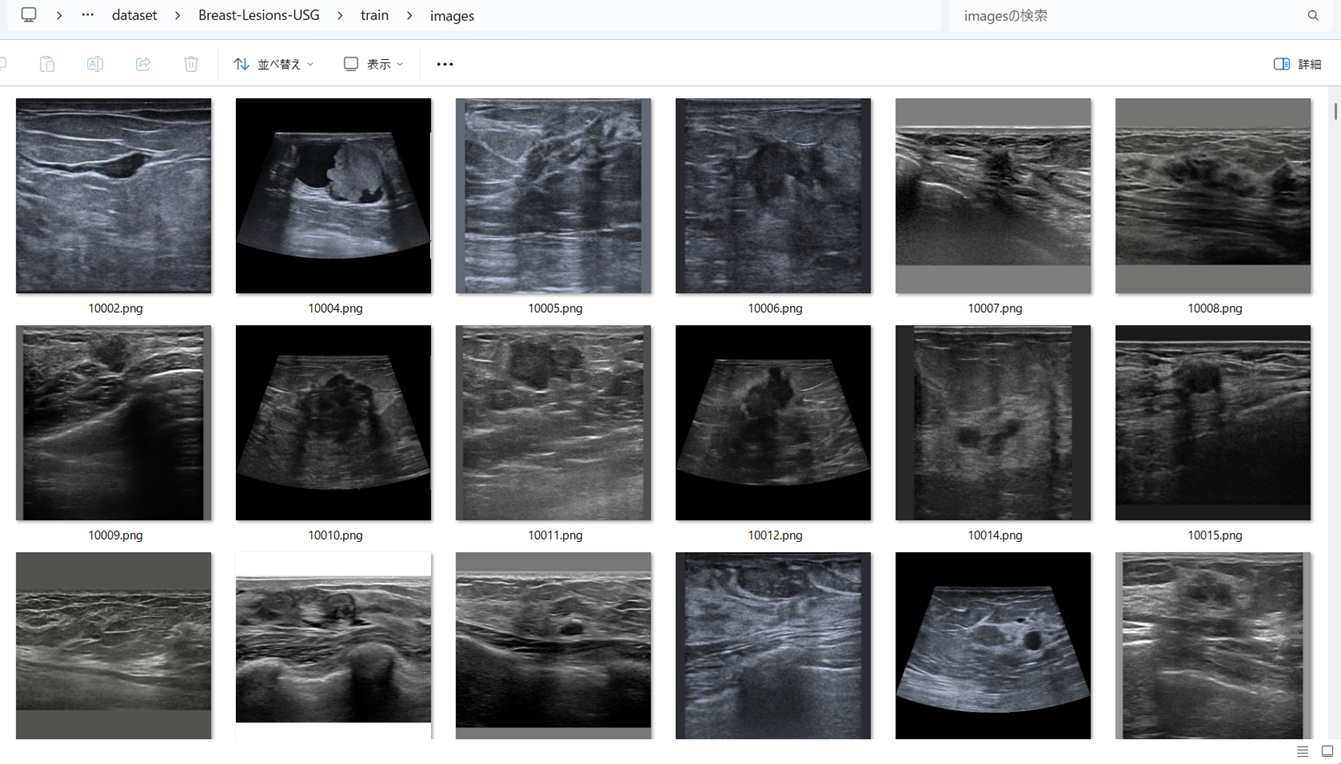 dataset Breast-Lesions-USG train images imagesの検索
並べ替え 表示 詳細
10002.png 10004.png 10005.png 10006.png 10007.png 10008.png
10009.png 10010.png 10011.png 10012.png 10014.png 10015.png